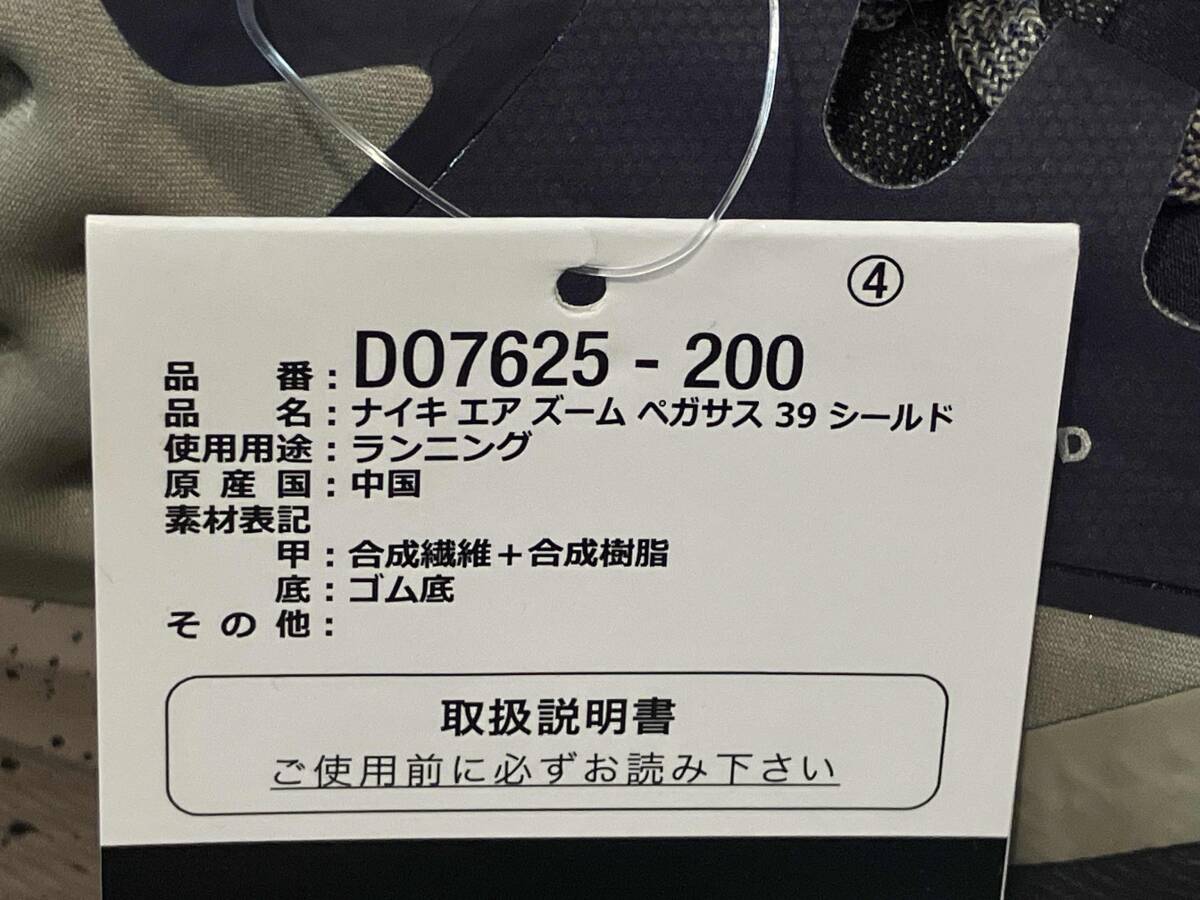 ④
品 番：DO7625 - 200
品 名：ナイキ エア ズーム ペガサス 39 シールド
使用用途：ランニング
原 産 国：中国
素材表記
甲：合成繊維＋合成樹脂
底：ゴム底
そ の 他：
取扱説明書
ご使用前に必ずお読み下さい
D